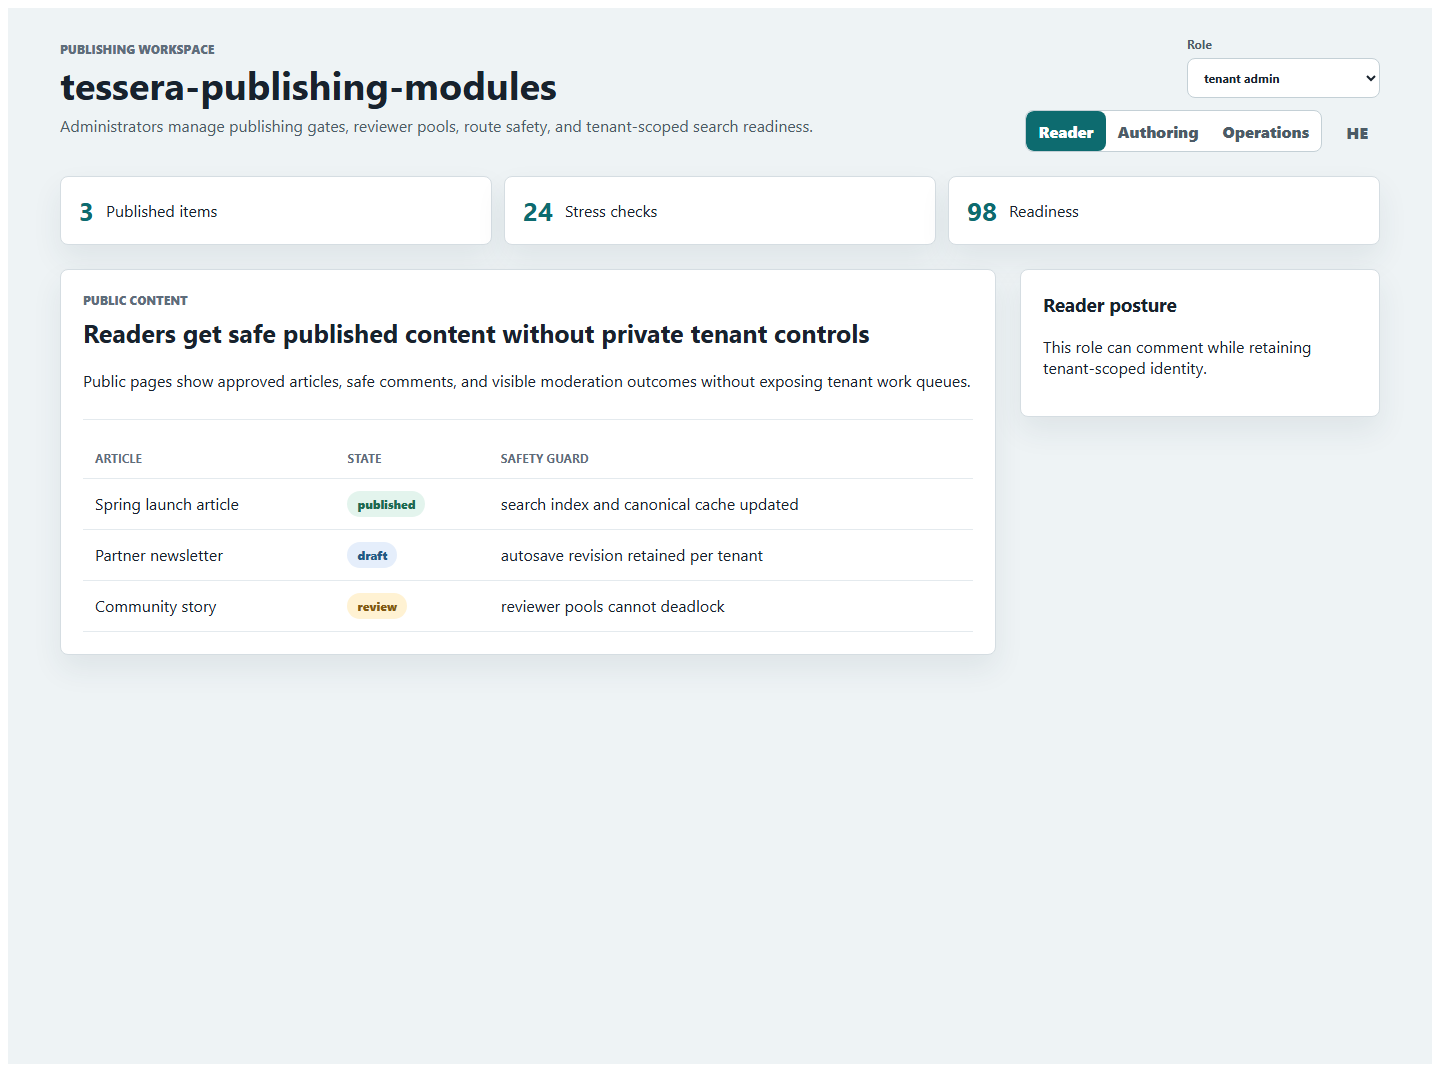 PUBLISHING WORKSPACE
tessera-publishing-modules
Administrators manage publishing gates, reviewer pools, route safety, and tenant-scoped search readiness.
Role
tenant admin
Reader Authoring Operations HE
3 Published items
24 Stress checks
98 Readiness
PUBLIC CONTENT
Readers get safe published content without private tenant controls
Public pages show approved articles, safe comments, and visible moderation outcomes without exposing tenant work queues.
ARTICLE STATE SAFETY GUARD
Spring launch article published search index and canonical cache updated
Partner newsletter draft autosave revision retained per tenant
Community story review reviewer pools cannot deadlock
Reader posture
This role can comment while retaining
tenant-scoped identity.